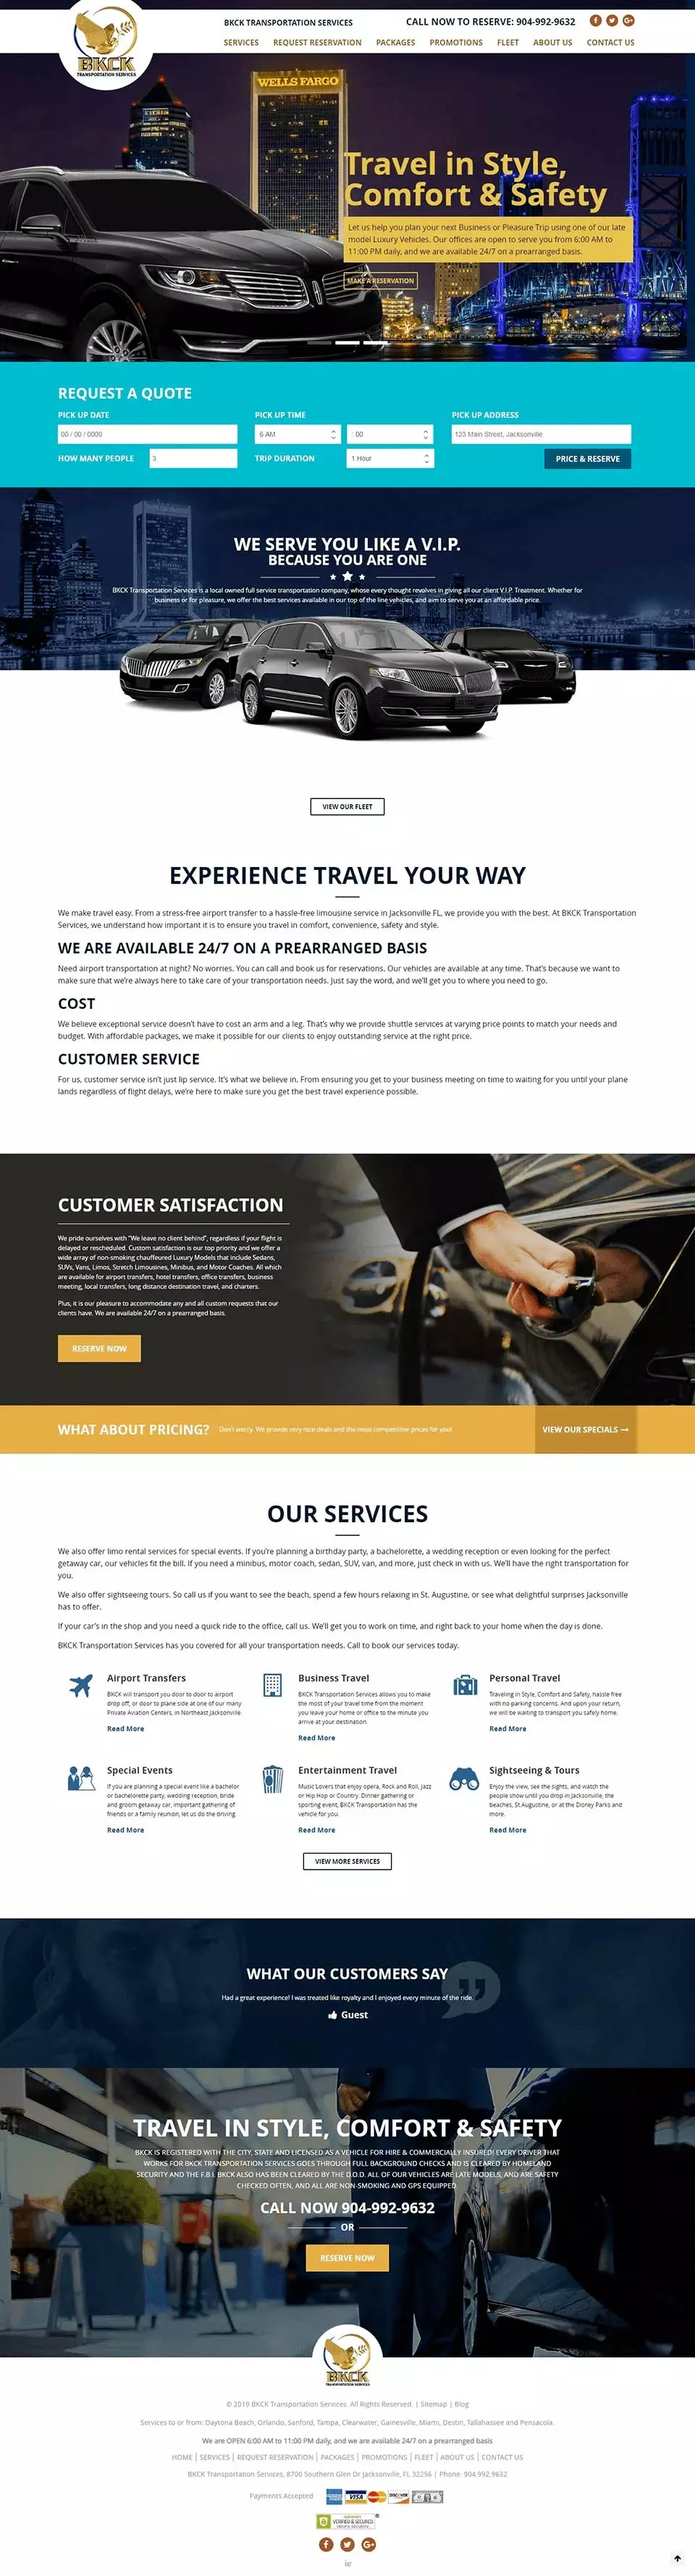 BKCK
TRANSPORTATION SERVICES
BKCK TRANSPORTATION SERVICES
CALL NOW TO RESERVE: 904-992-9632
SERVICES
REQUEST RESERVATION
PACKAGES
PROMOTIONS
FLEET
ABOUT US
CONTACT US
WELLS FARGO
Travel in Style,
Comfort & Safety
Let us help you plan your next Business or Pleasure Trip using one of our late
model Luxury Vehicles. Our offices are open to serve you from 6:00 AM to
11:00 PM daily, and we are available 24/7 on a prearranged basis.
MAKE A RESERVATION
REQUEST A QUOTE
PICK UP DATE
PICK UP TIME
PICK UP ADDRESS
00 / 00 / 0000
6 AM
: 00
123 Main Street, Jacksonville
HOW MANY PEOPLE
3
TRIP DURATION
1 Hour
PRICE & RESERVE
WE SERVE YOU LIKE A V.I.P.
BECAUSE YOU ARE ONE
BKCK Transportation Services is a local owned full service transportation company, whose every thought revolves in giving all our client V.I.P. Treatment. Whether for
business or for pleasure, we offer the best services available in our top of the line vehicles, and aim to serve you at an affordable price.
VIEW OUR FLEET
EXPERIENCE TRAVEL YOUR WAY
We make travel easy. From a stress-free airport transfer to a hassle-free limousine service in Jacksonville FL, we provide you with the best. At BKCK Transportation
Services, we understand how important it is to ensure you travel in comfort, convenience, safety and style.
WE ARE AVAILABLE 24/7 ON A PREARRANGED BASIS
Need airport transportation at night? No worries. You can call and book us for reservations. Our vehicles are available at any time. That's because we want to
make sure that we're always here to take care of your transportation needs. Just say the word, and we'll get you to where you need to go.
COST
We believe exceptional service doesn't have to cost an arm and a leg. That's why we provide shuttle services at varying price points to match your needs and
budget. With affordable packages, we make it possible for our clients to enjoy outstanding service at the right price.
CUSTOMER SERVICE
For us, customer service isn't just lip service. It's what we believe in. From ensuring you get to your business meeting on time to waiting for you until your plane
lands regardless of flight delays, we're here to make sure you get the best travel experience possible.
CUSTOMER SATISFACTION
We pride ourselves with "We leave no client behind", regardless if your flight is
delayed or rescheduled. Custom satisfaction is our top priority and we offer a
wide array of non-smoking chauffeured Luxury Models that include Sedans,
SUVs, Vans, Limos, Stretch Limousines, Minibus, and Motor Coaches. All which
are available for airport transfers, hotel transfers, office transfers, business
meeting, local transfers, long distance destination travel, and charters.
Plus, it is our pleasure to accommodate any and all custom requests that our
clients have. We are available 24/7 on a prearranged basis.
RESERVE NOW
WHAT ABOUT PRICING?
Don't worry. We provide very nice deals and the most competitive prices for you!
VIEW OUR SPECIALS
OUR SERVICES
We also offer limo rental services for special events. If you're planning a birthday party, a bachelorette, a wedding reception or even looking for the perfect
getaway car, our vehicles fit the bill. If you need a minibus, motor coach, sedan, SUV, van, and more, just check in with us. We'll have the right transportation for
you.
We also offer sightseeing tours. So call us if you want to see the beach, spend a few hours relaxing in St. Augustine, or see what delightful surprises Jacksonville
has to offer.
If your car's in the shop and you need a quick ride to the office, call us. We'll get you to work on time, and right back to your home when the day is done.
BKCK Transportation Services has you covered for all your transportation needs. Call to book our services today.
Airport Transfers
BKCK will transport you door to door to airport
drop off, or door to plane side at one of our many
Private Aviation Centers, in Northeast Jacksonville.
Read More
Business Travel
BKCK Transportation Services allows you to make
the most of your travel time from the moment
you leave your home or office to the minute you
arrive at your destination.
Read More
Personal Travel
Traveling in Style, Comfort and Safety, hassle free
with no parking concerns. And upon your return,
we will be waiting to transport you safely home.
Read More
Special Events
If you are planning a special event like a bachelor
or bachelorette party, wedding reception, bride
and groom getaway car, important gathering of
friends or a family reunion, let us do the driving.
Read More
Entertainment Travel
Music Lovers that enjoy opera, Rock and Roll, Jazz
or Hip Hop or Country. Dinner gathering or
sporting event, BKCK Transportation has the
vehicle for you.
Read More
Sightseeing & Tours
Enjoy the view, see the sights, and watch the
people show until you drop in Jacksonville, the
beaches, St.Augustine, or at the Disney Parks and
more.
Read More
VIEW MORE SERVICES
WHAT OUR CUSTOMERS SAY
Had a great experience! I was treated like royalty and I enjoyed every minute of the ride.
Guest
TRAVEL IN STYLE, COMFORT & SAFETY
BKCK IS REGISTERED WITH THE CITY, STATE AND LICENSED AS A VEHICLE FOR HIRE & COMMERCIALLY INSURED! EVERY DRIVER THAT
WORKS FOR BKCK TRANSPORTATION SERVICES GOES THROUGH FULL BACKGROUND CHECKS AND IS CLEARED BY HOMELAND
SECURITY AND THE F.B.I. BKCK ALSO HAS BEEN CLEARED BY THE D.O.D. ALL OF OUR VEHICLES ARE LATE MODELS, AND ARE SAFETY
CHECKED OFTEN, AND ALL ARE NON-SMOKING AND GPS EQUIPPED.
CALL NOW 904-992-9632
OR
RESERVE NOW
BKCK
TRANSPORTATION SERVICES
© 2019 BKCK Transportation Services. All Rights Reserved. | Sitemap | Blog
Services to or from: Daytona Beach, Orlando, Sanford, Tampa, Clearwater, Gainesville, Miami, Destin, Tallahassee and Pensacola.
We are OPEN 6:00 AM to 11:00 PM daily, and we are available 24/7 on a prearranged basis
HOME | SERVICES | REQUEST RESERVATION | PACKAGES | PROMOTIONS | FLEET | ABOUT US | CONTACT US
BKCK Transportation Services, 8700 Southern Glen Dr Jacksonville, FL 32256 | Phone: 904.992.9632
Payments Accepted
VISA
VERIFIED & SECURED